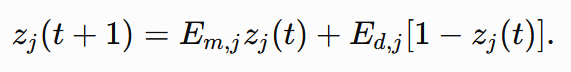 z_j(t + 1) = E_{m,j} z_j(t) + E_{d,j}[1 − z_j(t)].